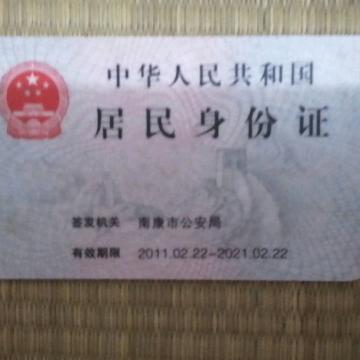 中华人民共和国
居民身份证
签发机关 南康市公安局
有效期限 2011.02.22-2021.02.22